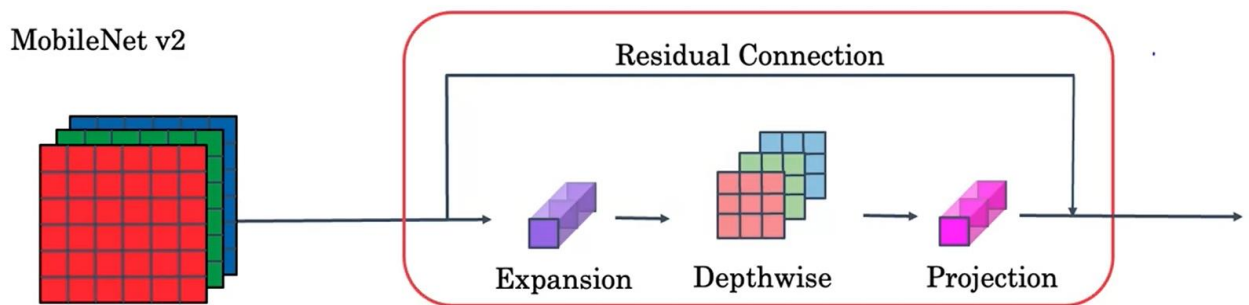 MobileNet v2
Residual Connection
Expansion
Depthwise
Projection